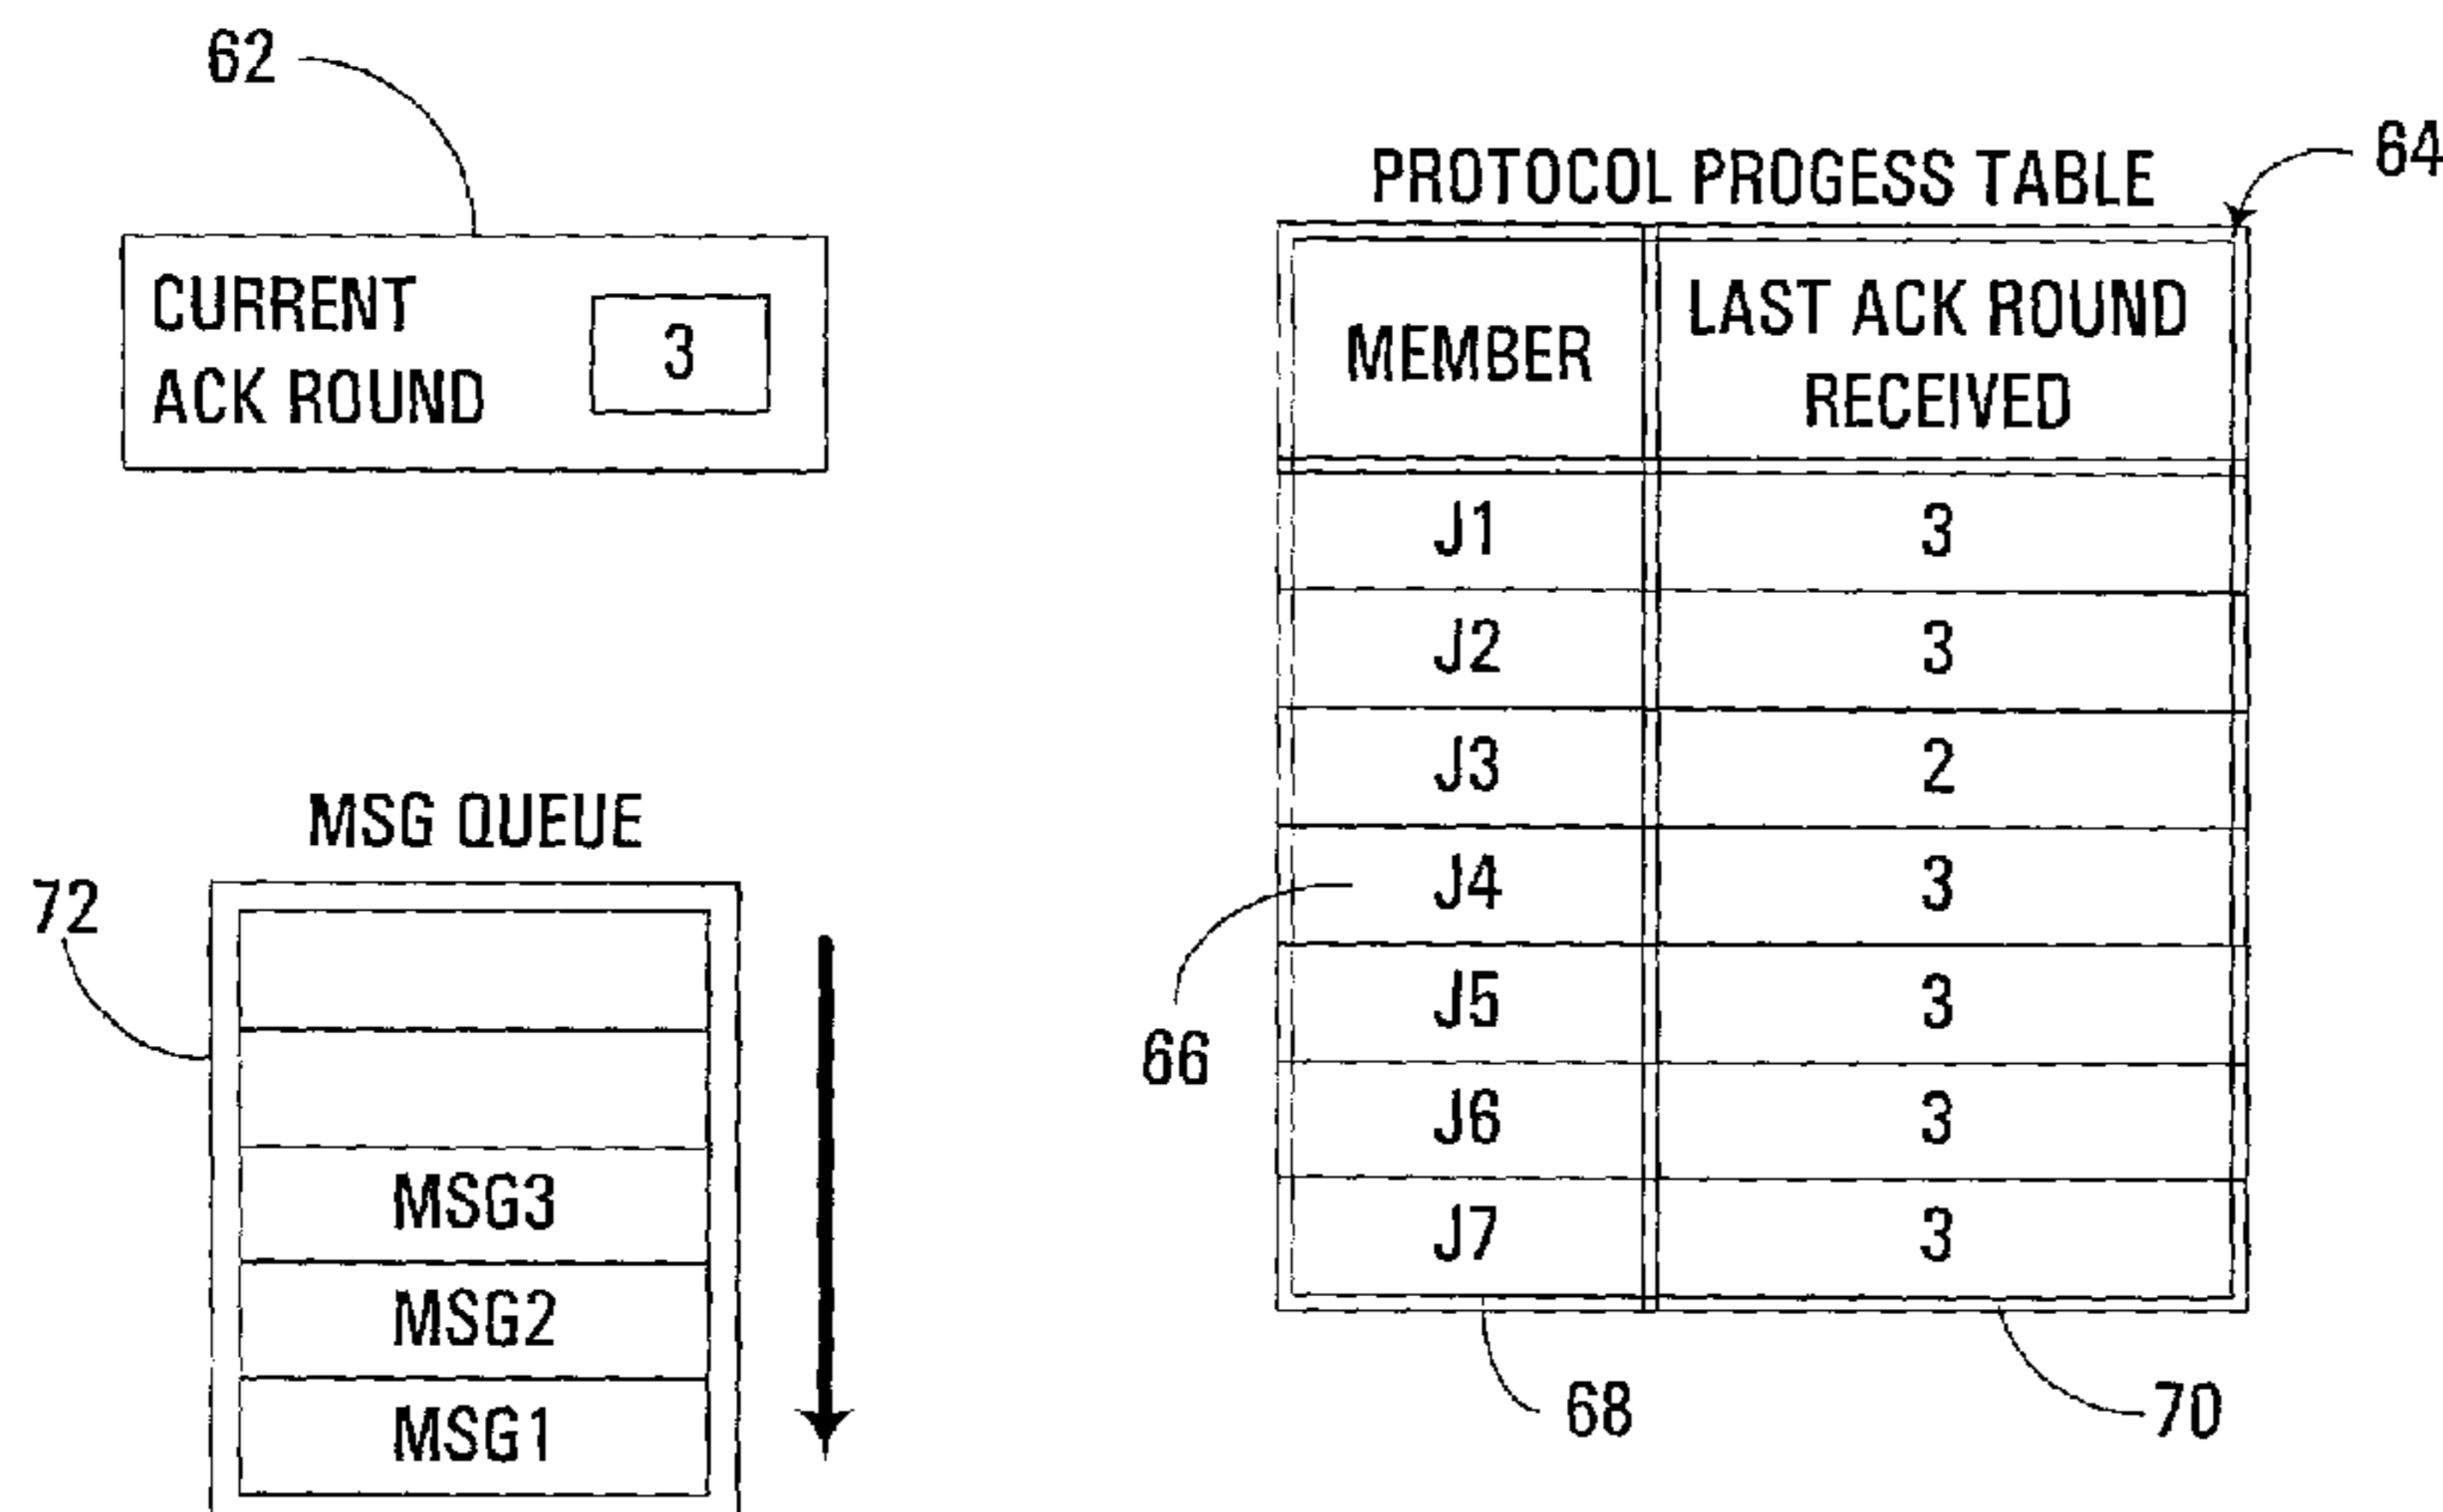 62
CURRENT
ACK ROUND
3
PROTOCOL PROGESS TABLE
64
MEMBER
LAST ACK ROUND
RECEIVED
J1 3
J2 3
J3 2
J4 3
J5 3
J6 3
J7 3
66
68
70
MSG QUEUE
72
MSG3
MSG2
MSG1